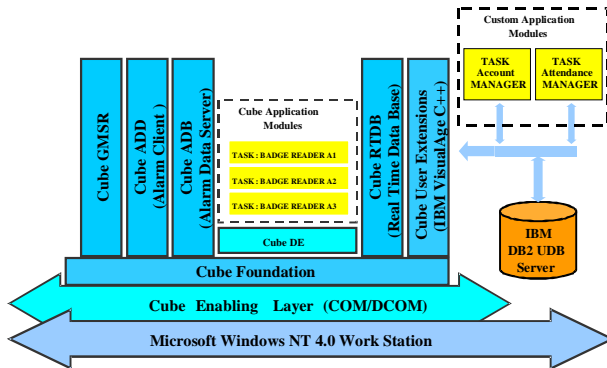 Custom Application
Modules
TASK
Account
MANAGER
TASK
Attendance
MANAGER
Cube GMSR
Cube ADD
(Alarm Client)
Cube ADB
(Alarm Data Server)
Cube Application
Modules
TASK : BADGE READER A1
TASK : BADGE READER A2
TASK : BADGE READER A3
Cube DE
Cube RTDB
(Real Time Data Base)
Cube User Extensions
(IBM VisualAge C++)
IBM
DB2 UDB
Server
Cube Foundation
Cube Enabling Layer (COM/DCOM)
Microsoft Windows NT 4.0 Work Station